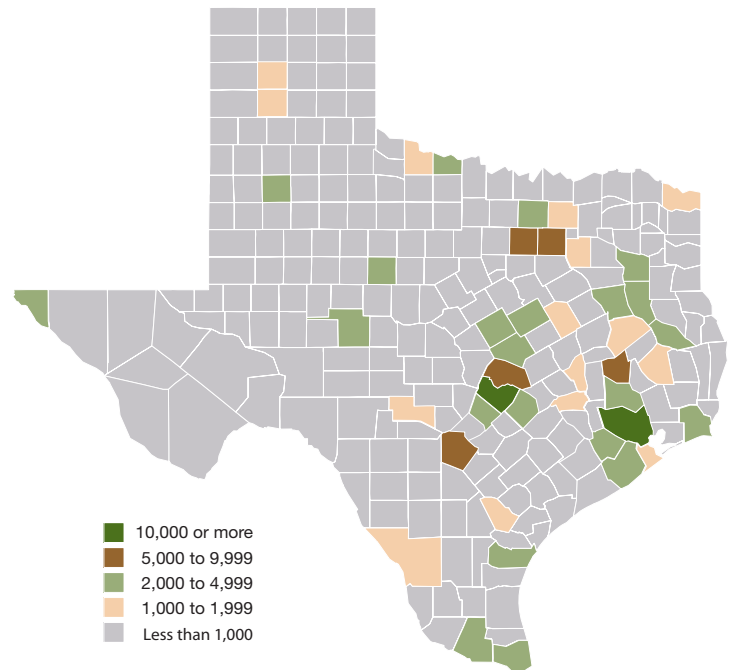 10,000 or more
5,000 to 9,999
2,000 to 4,999
1,000 to 1,999
Less than 1,000